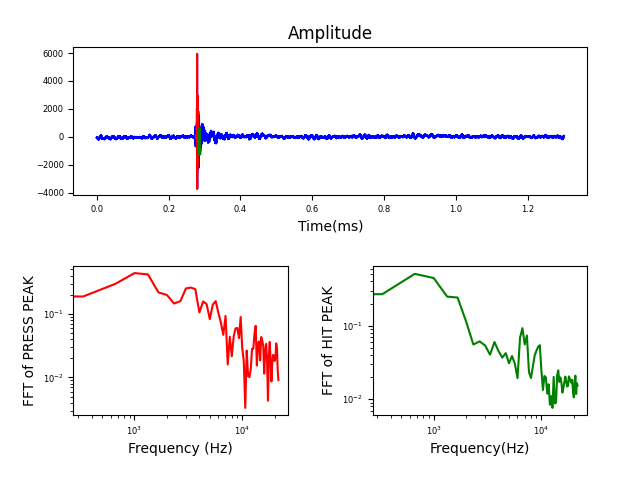 Amplitude
6000
4000
2000
0
−2000
−4000
0.0 0.2 0.4 0.6 0.8 1.0 1.2
Time(ms)
FFT of PRESS PEAK
10⁻¹
10⁻²
10³ 10⁴
Frequency (Hz)
FFT of HIT PEAK
10⁻¹
10⁻²
10³ 10⁴
Frequency(Hz)